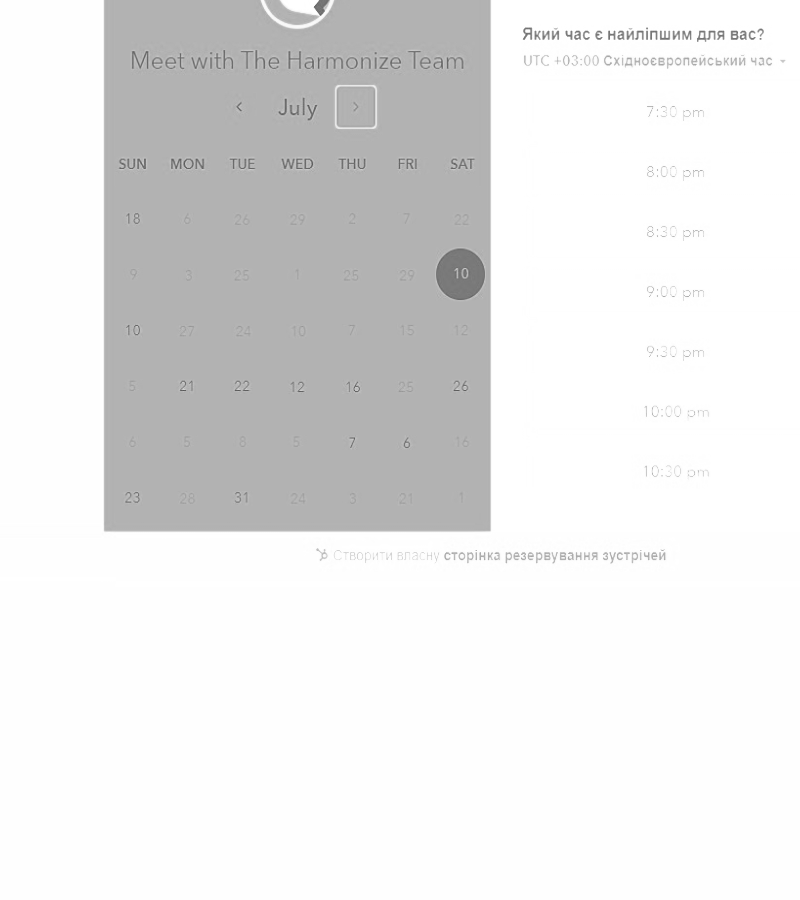 Meet with The Harmonize Team
July
SUN MON TUE WED THU FRI SAT
18 6 26 29 2 7 22
9 3 25 1 25 29 10
10 27 24 10 7 15 12
5 21 22 12 16 25 26
6 5 8 5 7 6 16
23 28 31 24 3 21 1
Який час є найліпшим для вас?
UTC +03:00 Східноєвропейський час
7:30 pm
8:00 pm
8:30 pm
9:00 pm
9:30 pm
10:00 pm
10:30 pm
Створити власну сторінка резервування зустрічей